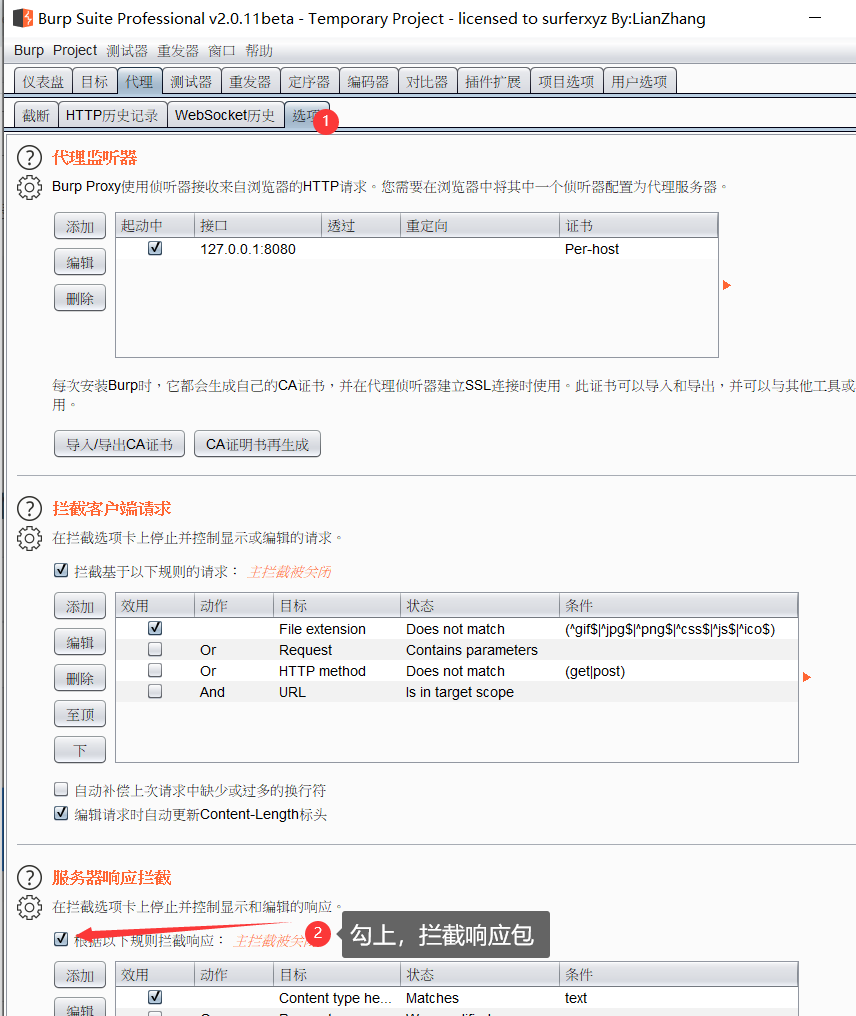 Burp Suite Professional v2.0.11beta - Temporary Project - licensed to surferxyz By:LianZhang
Burp Project 测试器 重发器 窗口 帮助
仪表盘 目标 代理 测试器 重发器 定序器 编码器 对比器 插件扩展 项目选项 用户选项
截断 HTTP历史记录 WebSocket历史 选项 1
? 代理监听器
Burp Proxy使用侦听器接收来自浏览器的HTTP请求。您需要在浏览器中将其中一个侦听器配置为代理服务器。
添加 起动中 接口 透过 重定向 证书
127.0.0.1:8080 Per-host
编辑
删除
每次安装Burp时，它都会生成自己的CA证书，并在代理侦听器建立SSL连接时使用。此证书可以导入和导出，并可以与其他工具或
用。
导入/导出CA证书 CA证明书再生成
? 拦截客户端请求
在拦截选项卡上停止并控制显示或编辑的请求。
拦截基于以下规则的请求： 主拦截被关闭
添加 效用 动作 目标 状态 条件
File extension Does not match (^gif$|^jpg$|^png$|^css$|^js$|^ico$)
编辑 Or Request Contains parameters
删除 Or HTTP method Does not match (get|post)
And URL Is in target scope
至顶
下
自动补偿上次请求中缺少或过多的换行符
编辑请求时自动更新Content-Length标头
? 服务器响应拦截
在拦截选项卡上停止并控制显示和编辑的响应。
根据以下规则拦截响应： 主拦截被关 2 勾上，拦截响应包
添加 效用 动作 目标 状态 条件
Content type he... Matches text
编辑